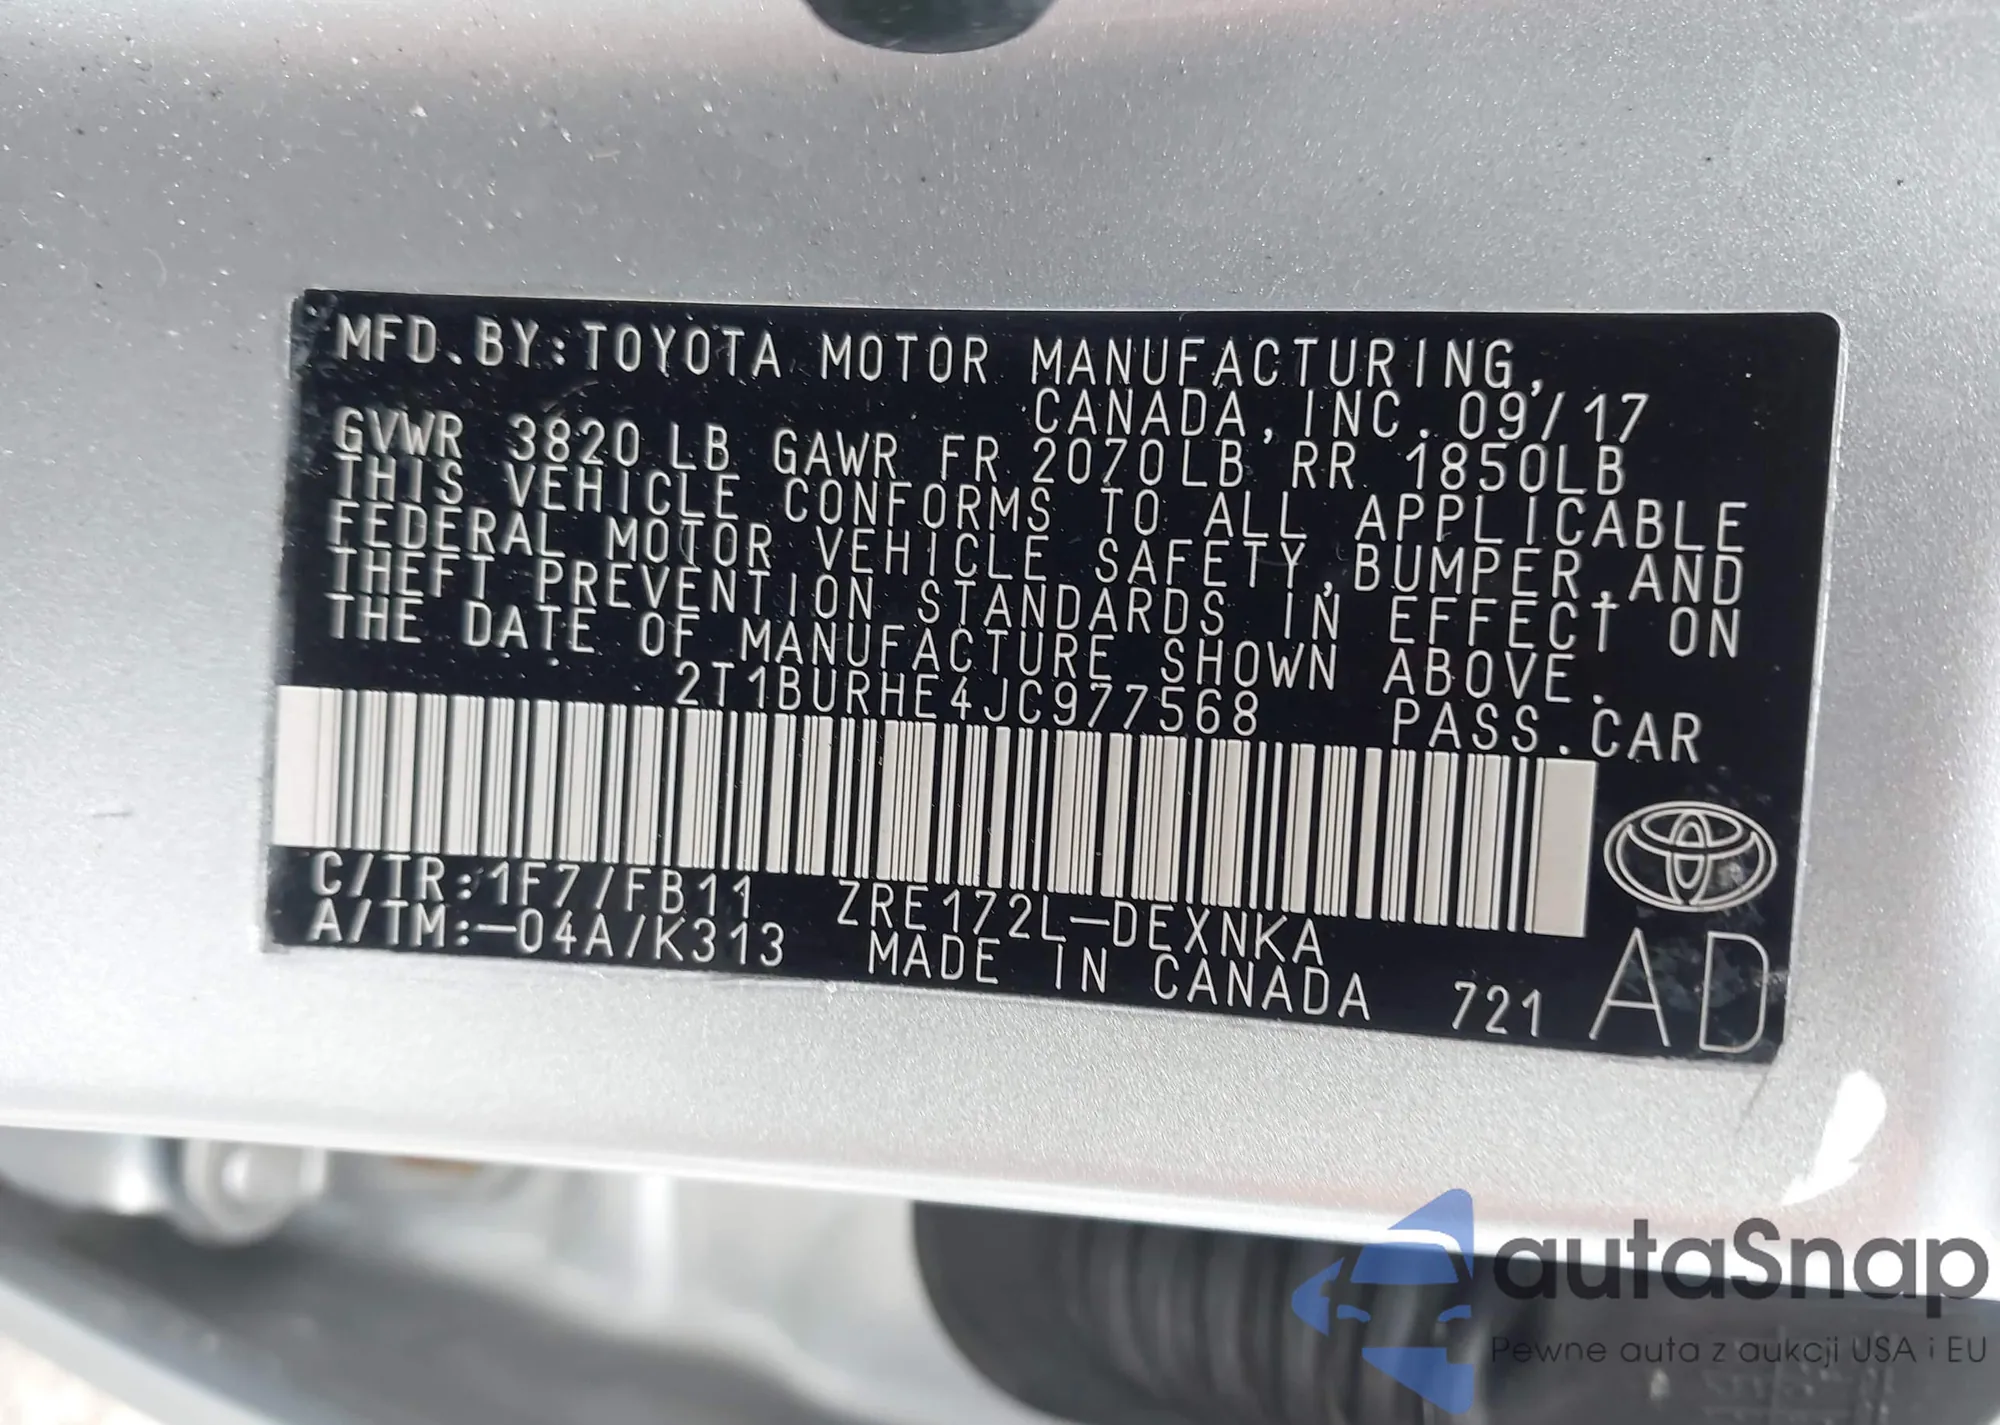 MFD. BY: TOYOTA MOTOR MANUFACTURING,
CANADA, INC. 09/17
GVWR 3820 LB GAWR FR 2070LB RR 1850LB
THIS VEHICLE CONFORMS TO ALL APPLICABLE
FEDERAL MOTOR VEHICLE SAFETY, BUMPER, AND
THEFT PREVENTION STANDARDS IN EFFECT ON
THE DATE OF MANUFACTURE SHOWN ABOVE.
2T1BURHE4JC977568 PASS. CAR
C/TR: 1F7/FB11 ZRE172L-DEXNKA
A/TM:-04A/K313 MADE IN CANADA 721 AD
autaSnap
Pewne auta z aukcji USA i EU